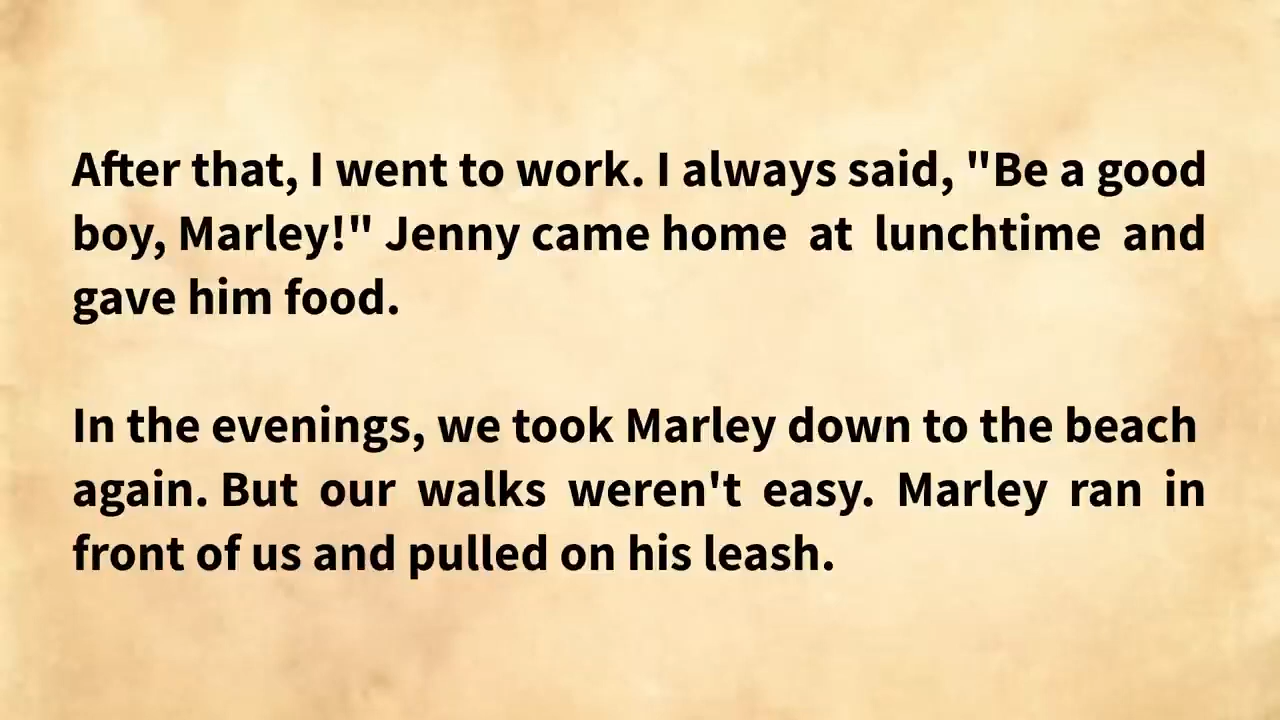 After that, I went to work. I always said, "Be a good
boy, Marley!" Jenny came home at lunchtime and
gave him food.
In the evenings, we took Marley down to the beach
again. But our walks weren't easy. Marley ran in
front of us and pulled on his leash.